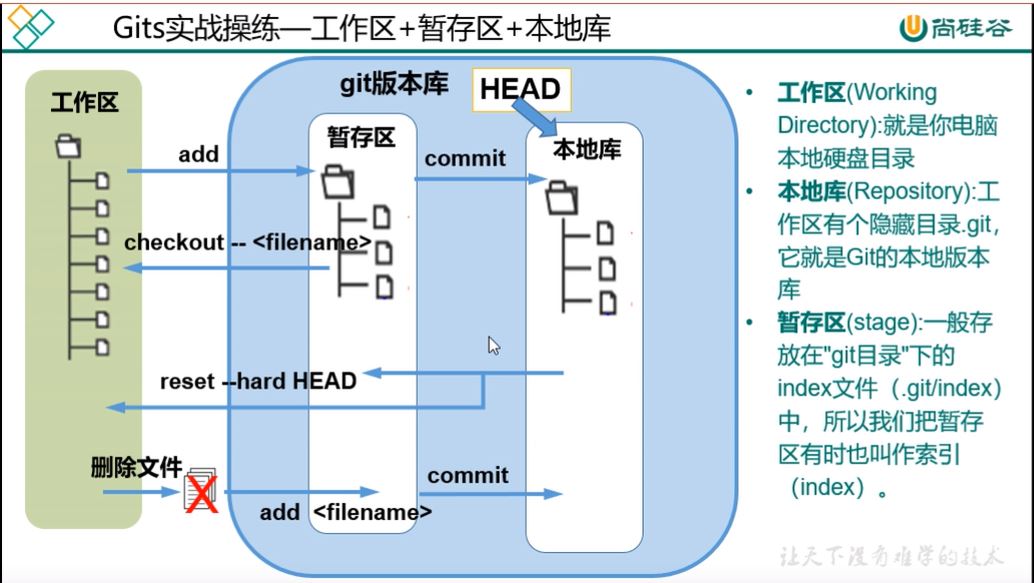 Gits实战操练—工作区+暂存区+本地库
尚硅谷
工作区
git版本库
HEAD
暂存区
本地库
add
commit
checkout -- <filename>
reset --hard HEAD
删除文件
add <filename>
commit
• 工作区(Working
Directory):就是你电脑
本地硬盘目录
• 本地库(Repository):工
作区有个隐藏目录.git,
它就是Git的本地版本
库
• 暂存区(stage):一般存
放在"git目录"下的
index文件（.git/index）
中，所以我们把暂存
区有时也叫作索引
（index）。
让天下没有难学的技术